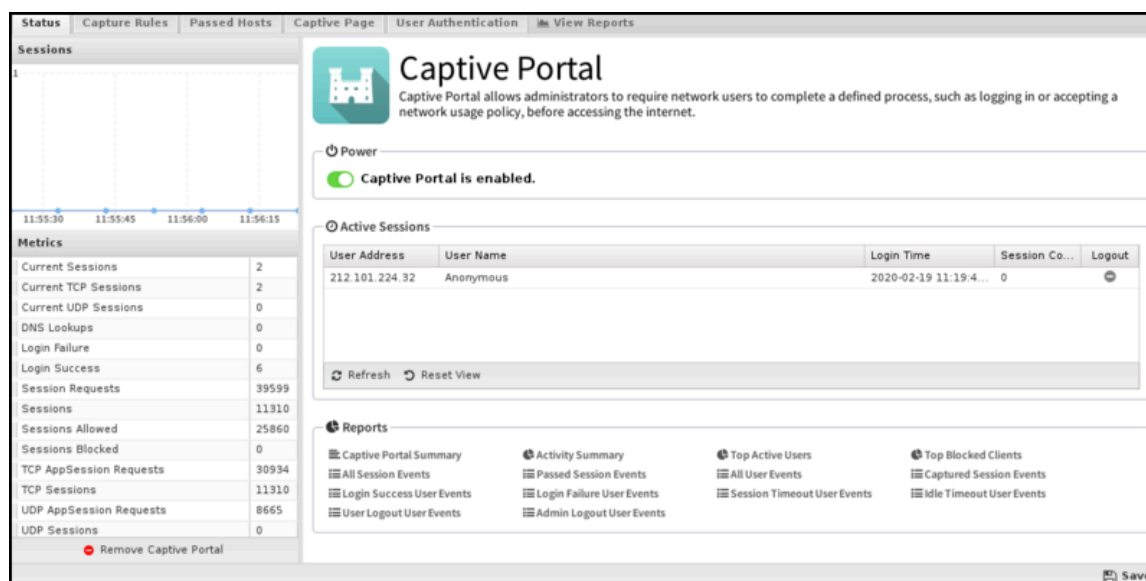 Status Capture Rules Passed Hosts Captive Page User Authentication View Reports
Sessions
1
11:55:30 11:55:45 11:56:00 11:56:15
Metrics
Current Sessions 2
Current TCP Sessions 2
Current UDP Sessions 0
DNS Lookups 0
Login Failure 0
Login Success 6
Session Requests 39599
Sessions 11310
Sessions Allowed 25860
Sessions Blocked 0
TCP AppSession Requests 30934
TCP Sessions 11310
UDP AppSession Requests 8665
UDP Sessions 0
Remove Captive Portal
Captive Portal
Captive Portal allows administrators to require network users to complete a defined process, such as logging in or accepting a
network usage policy, before accessing the internet.
Power
Captive Portal is enabled.
Active Sessions
User Address User Name Login Time Session Co... Logout
212.101.224.32 Anonymous 2020-02-19 11:19:4... 0
Refresh Reset View
Reports
Captive Portal Summary Activity Summary Top Active Users Top Blocked Clients
All Session Events Passed Session Events All User Events Captured Session Events
Login Success User Events Login Failure User Events Session Timeout User Events Idle Timeout User Events
User Logout User Events Admin Logout User Events
Save